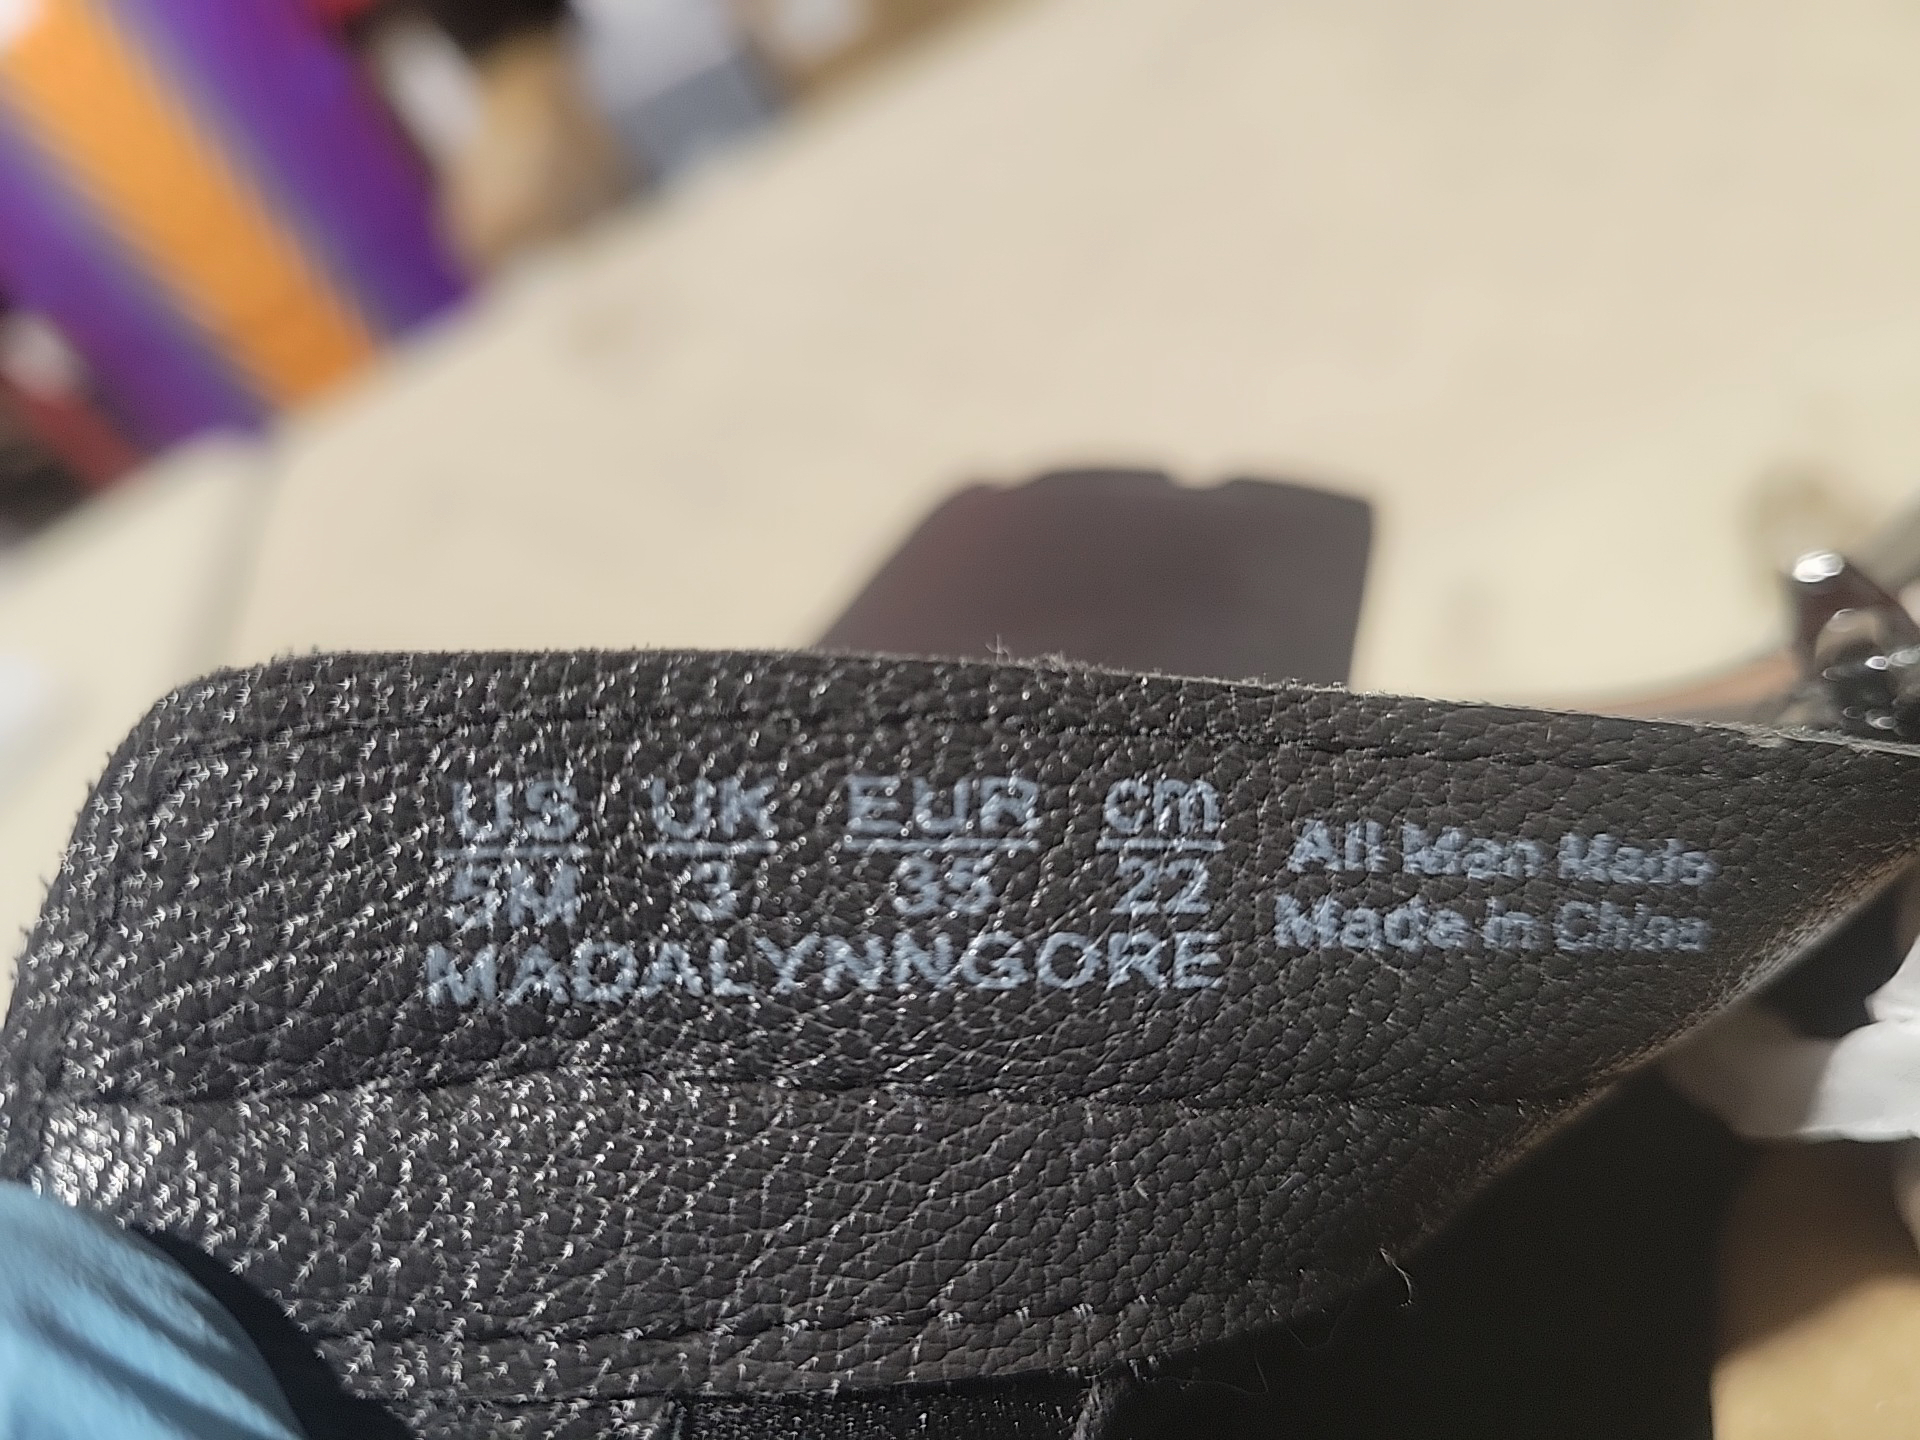 US UK EUR cm
5M 3 35 22
MADALYNNGORE
All Man Made
Made in China